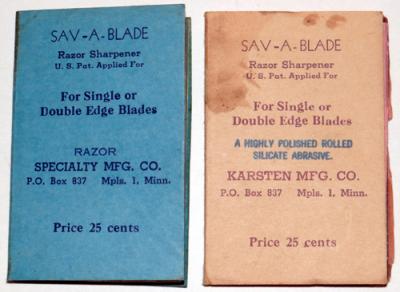 SAV-A-BLADE
Razor Sharpener
U. S. Pat. Applied For
For Single or
Double Edge Blades
RAZOR
SPECIALTY MFG. CO.
P.O. Box 837 Mpls. 1, Minn.
Price 25 cents
SAV-A-BLADE
Razor Sharpener
U. S. Pat. Applied For
For Single or
Double Edge Blades
A HIGHLY POLISHED ROLLED
SILICATE ABRASIVE.
KARSTEN MFG. CO.
P.O. Box 837 Mpls. 1, Minn.
Price 25 cents